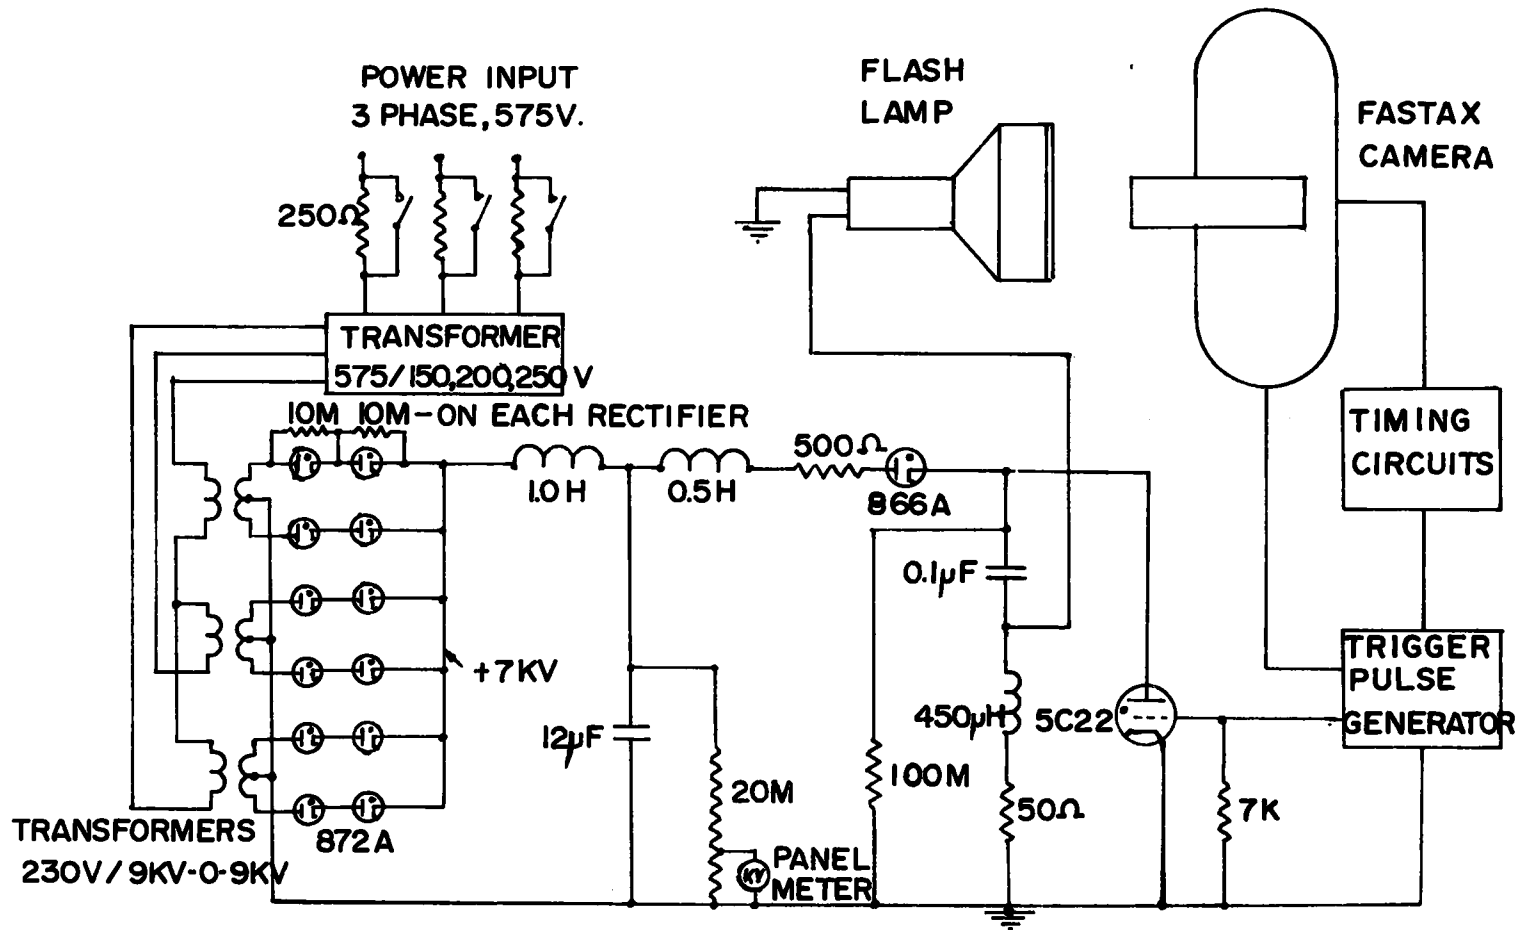 POWER INPUT
3 PHASE, 575V.
FLASH
LAMP
FASTAX
CAMERA
250Ω
TRANSFORMER
575/150,200,250 V
10M 10M-ON EACH RECTIFIER
1.0H
0.5H
500Ω
866A
TIMING
CIRCUITS
0.1μF
+7KV
12μF
450μH
5C22
TRIGGER
PULSE
GENERATOR
20M
100M
50Ω
7K
TRANSFORMERS
230V/9KV-0-9KV
872A
KV
PANEL
METER